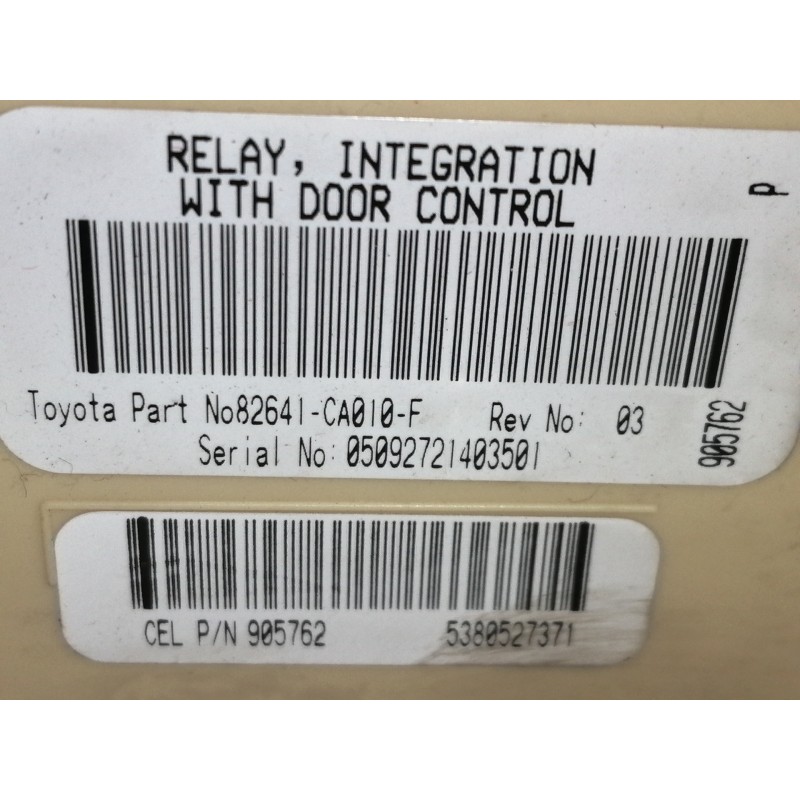 RELAY, INTEGRATION
WITH DOOR CONTROL
P
Toyota Part No82641-CA010-F Rev No: 03
905762
Serial No: 05092721403501
CEL P/N 905762 5380527371